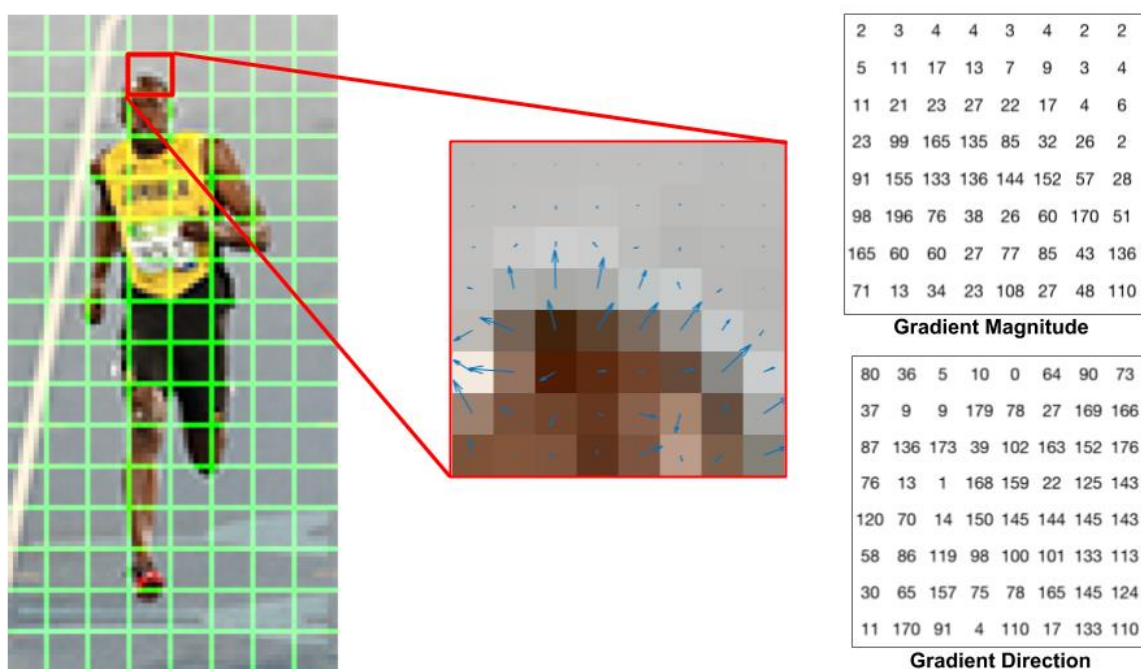 2 3 4 4 3 4 2 2
5 11 17 13 7 9 3 4
11 21 23 27 22 17 4 6
23 99 165 135 85 32 26 2
91 155 133 136 144 152 57 28
98 196 76 38 26 60 170 51
165 60 60 27 77 85 43 136
71 13 34 23 108 27 48 110
Gradient Magnitude
80 36 5 10 0 64 90 73
37 9 9 179 78 27 169 166
87 136 173 39 102 163 152 176
76 13 1 168 159 22 125 143
120 70 14 150 145 144 145 143
58 86 119 98 100 101 133 113
30 65 157 75 78 165 145 124
11 170 91 4 110 17 133 110
Gradient Direction